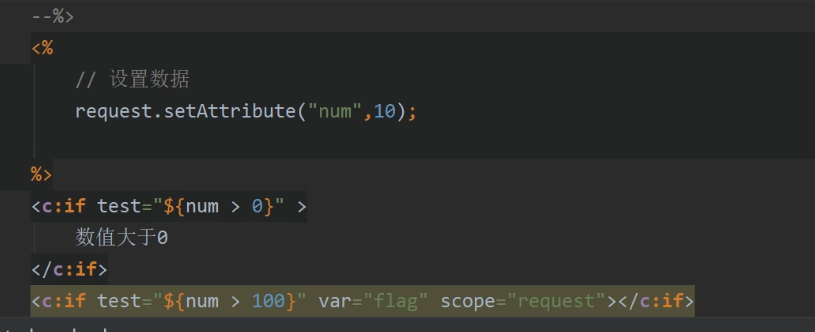 --%>
<%
// 设置数据
request.setAttribute("num",10);
%>
<c:if test="${num > 0}" >
数值大于0
</c:if>
<c:if test="${num > 100}" var="flag" scope="request"></c:if>